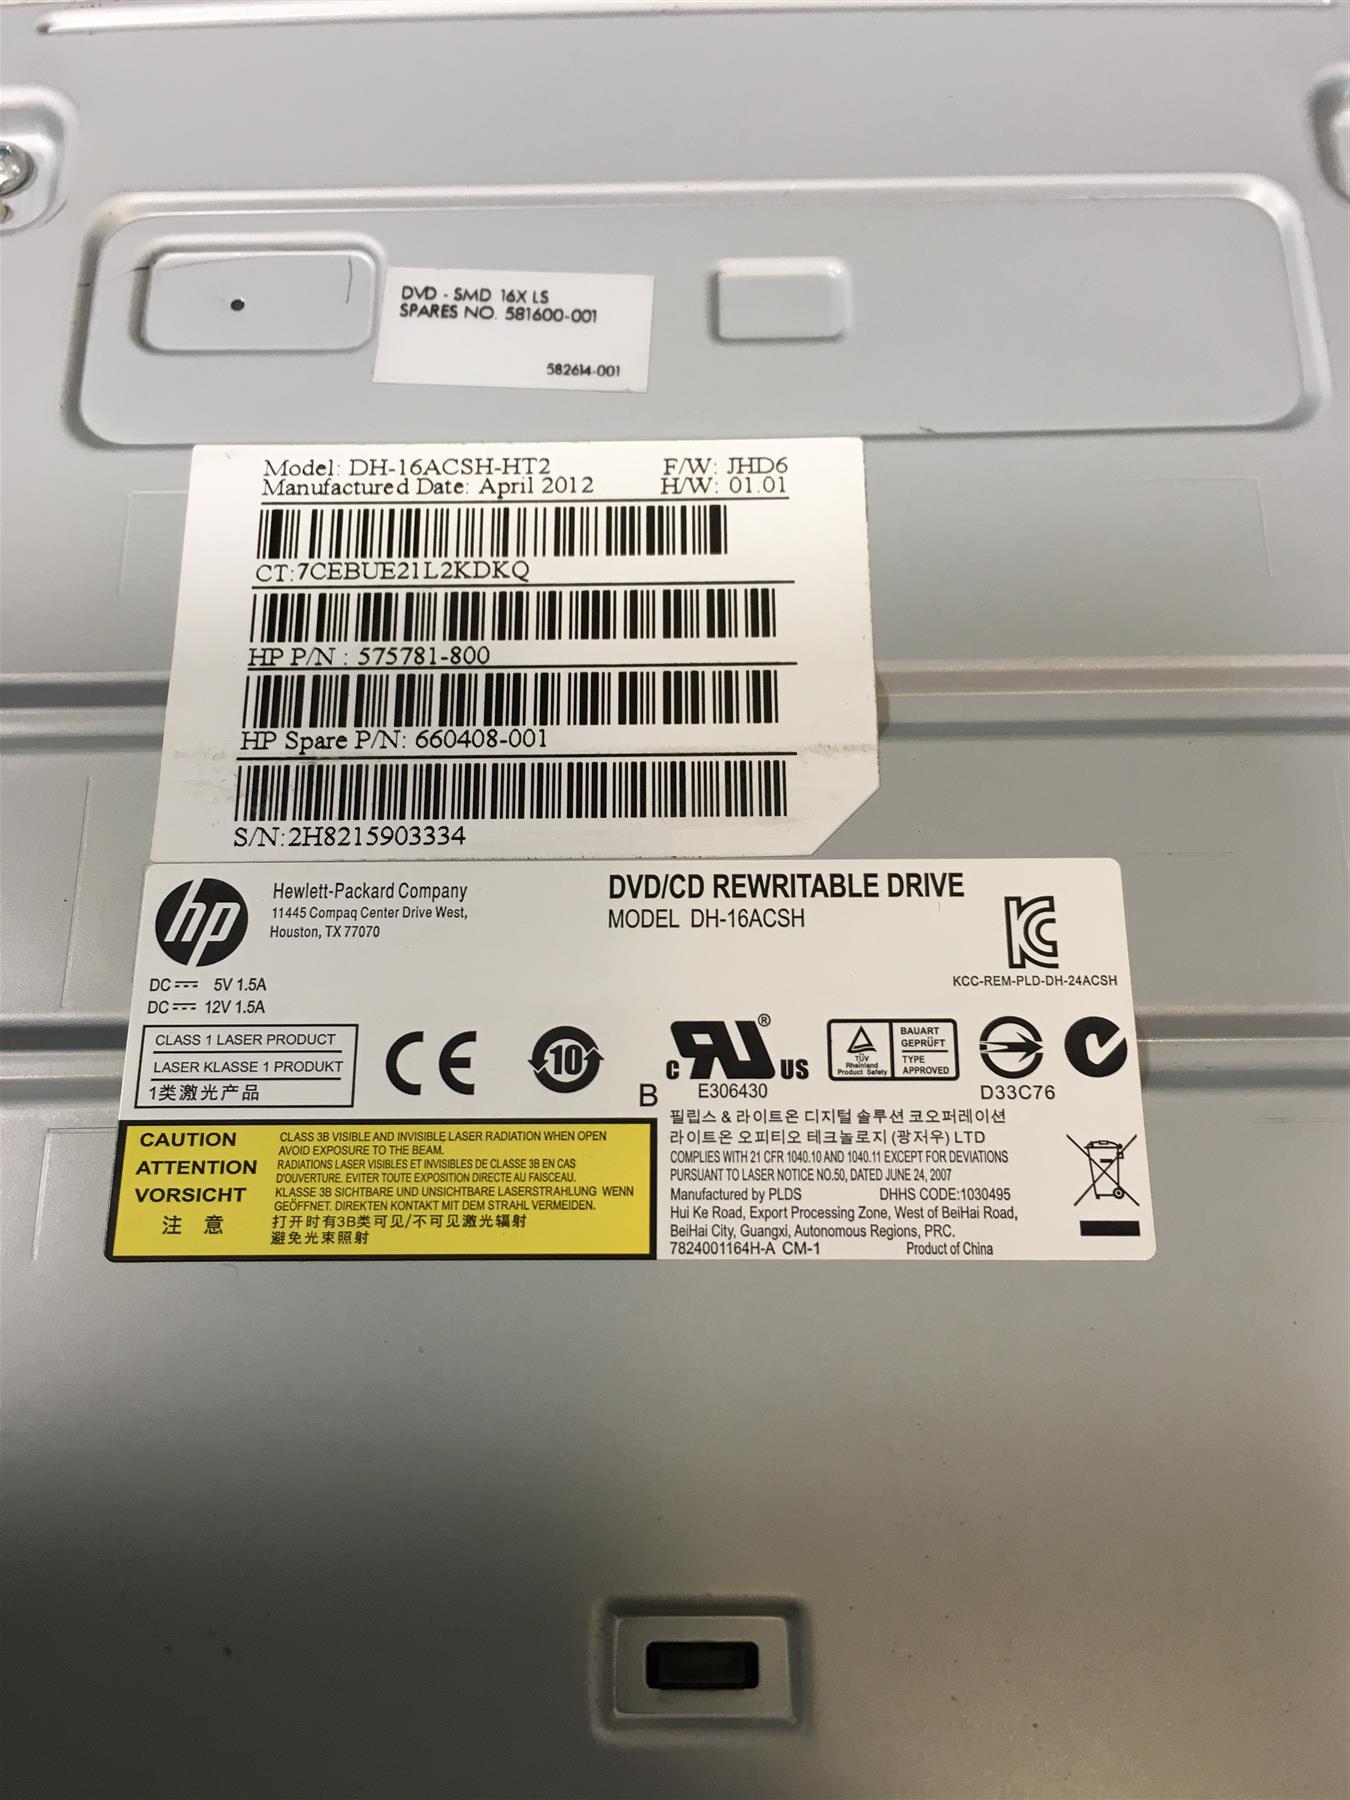 DVD - SMD 16X LS
SPARES NO. 581600-001
582614-001
Model: DH-16ACSH-HT2 F/W: JHD6
Manufactured Date: April 2012 H/W: 01.01
CT:7CEBUE21L2KDKQ
HP P/N : 575781-800
HP Spare P/N: 660408-001
S/N:2H8215903334
hp
Hewlett-Packard Company
11445 Compaq Center Drive West,
Houston, TX 77070
DVD/CD REWRITABLE DRIVE
MODEL DH-16ACSH
KCC-REM-PLD-DH-24ACSH
DC 5V 1.5A
DC 12V 1.5A
CLASS 1 LASER PRODUCT
LASER KLASSE 1 PRODUKT
1类激光产品
CE
10
B
c RU ® US
E306430
TÜV
Rheinland
Product Safety
BAUART
GEPRÜFT
TYPE
APPROVED
D33C76
필립스 & 라이트온 디지털 솔루션 코오퍼레이션
라이트온 오피티오 테크놀로지 (광저우) LTD
COMPLIES WITH 21 CFR 1040.10 AND 1040.11 EXCEPT FOR DEVIATIONS
PURSUANT TO LASER NOTICE NO.50, DATED JUNE 24, 2007
Manufactured by PLDS DHHS CODE:1030495
Hui Ke Road, Export Processing Zone, West of BeiHai Road,
BeiHai City, Guangxi, Autonomous Regions, PRC.
7824001164H-A CM-1 Product of China
CAUTION
ATTENTION
VORSICHT
注 意
CLASS 3B VISIBLE AND INVISIBLE LASER RADIATION WHEN OPEN
AVOID EXPOSURE TO THE BEAM.
RADIATIONS LASER VISIBLES ET INVISIBLES DE CLASSE 3B EN CAS
D'OUVERTURE. EVITER TOUTE EXPOSITION DIRECTE AU FAISCEAU.
KLASSE 3B SICHTBARE UND UNSICHTBARE LASERSTRAHLUNG WENN
GEÖFFNET. DIREKTEN KONTAKT MIT DEM STRAHL VERMEIDEN.
打开时有3B类可见/不可见激光辐射
避免光束照射